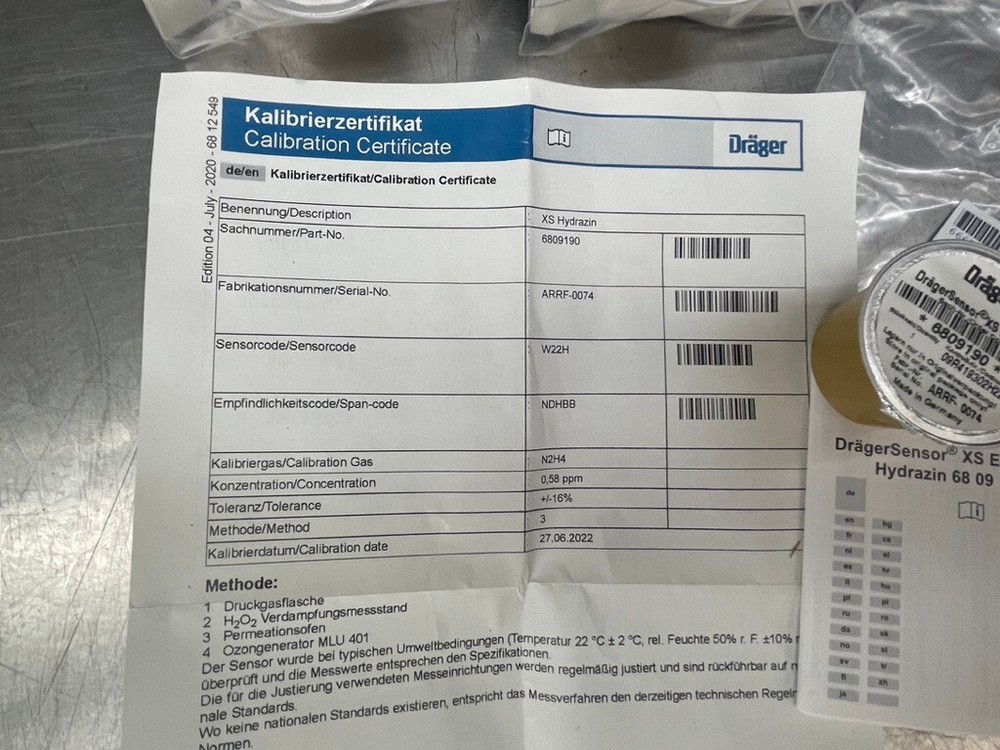 Edition 04 - July - 2020 - 68 12 549
Kalibrierzertifikat
Calibration Certificate
Dräger
de/en Kalibrierzertifikat/Calibration Certificate
Benennung/Description : XS Hydrazin
Sachnummer/Part-No. : 6809190
Fabrikationsnummer/Serial-No. : ARRF-0074
Sensorcode/Sensorcode : W22H
Empfindlichkeitscode/Span-code : NDHBB
Kalibriergas/Calibration Gas : N2H4
Konzentration/Concentration : 0,58 ppm
Toleranz/Tolerance : +/-16%
Methode/Method : 3
Kalibrierdatum/Calibration date : 27.06.2022
Methode:
1 Druckgasflasche
2 H₂O₂ Verdampfungsmessstand
3 Permeationsofen
4 Ozongenerator MLU 401
Der Sensor wurde bei typischen Umweltbedingungen (Temperatur 22 °C ± 2 °C, rel. Feuchte 50% r. F. ±10% r
überprüft und die Messwerte entsprechen den Spezifikationen.
Die für die Justierung verwendeten Messeinrichtungen werden regelmäßig justiert und sind rückführbar auf n
nale Standards.
Wo keine nationalen Standards existieren, entspricht das Messverfahren den derzeitigen technischen Regeln
Normen.
Dräg
DrägerSensor® XS
* 6809190 *
Made in Germany
Serial No. ARRF- 0074
DrägerSensor® XS E
Hydrazin 68 09
de
en bg
fr cs
nl el
es hr
it hu
pt pl
ru ro
da sk
no sl
sv tr
fi zh
ja